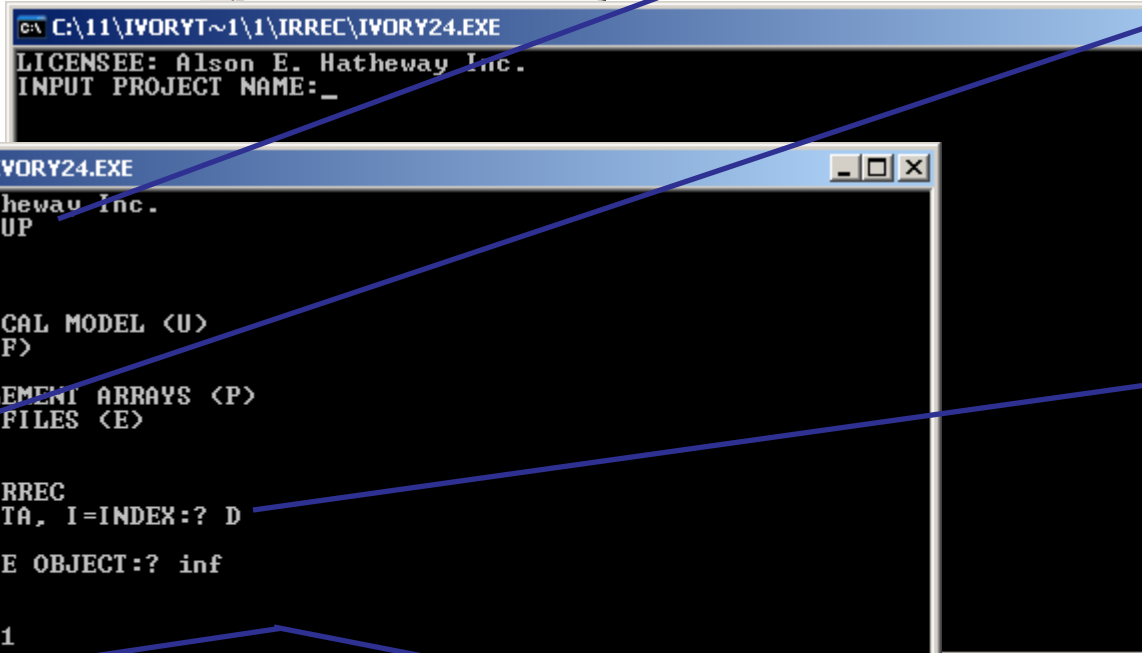 C:\11\IVORYT~1\1\IRREC\IVORY24.EXE
LICENSEE: Alson E. Hatheway Inc.
INPUT PROJECT NAME:_
VORY24.EXE
heway Inc.
UP
CAL MODEL (U)
F)
EMENT ARRAYS (P)
FILES (E)
RREC
TA, I=INDEX:? D
E OBJECT:? inf
1